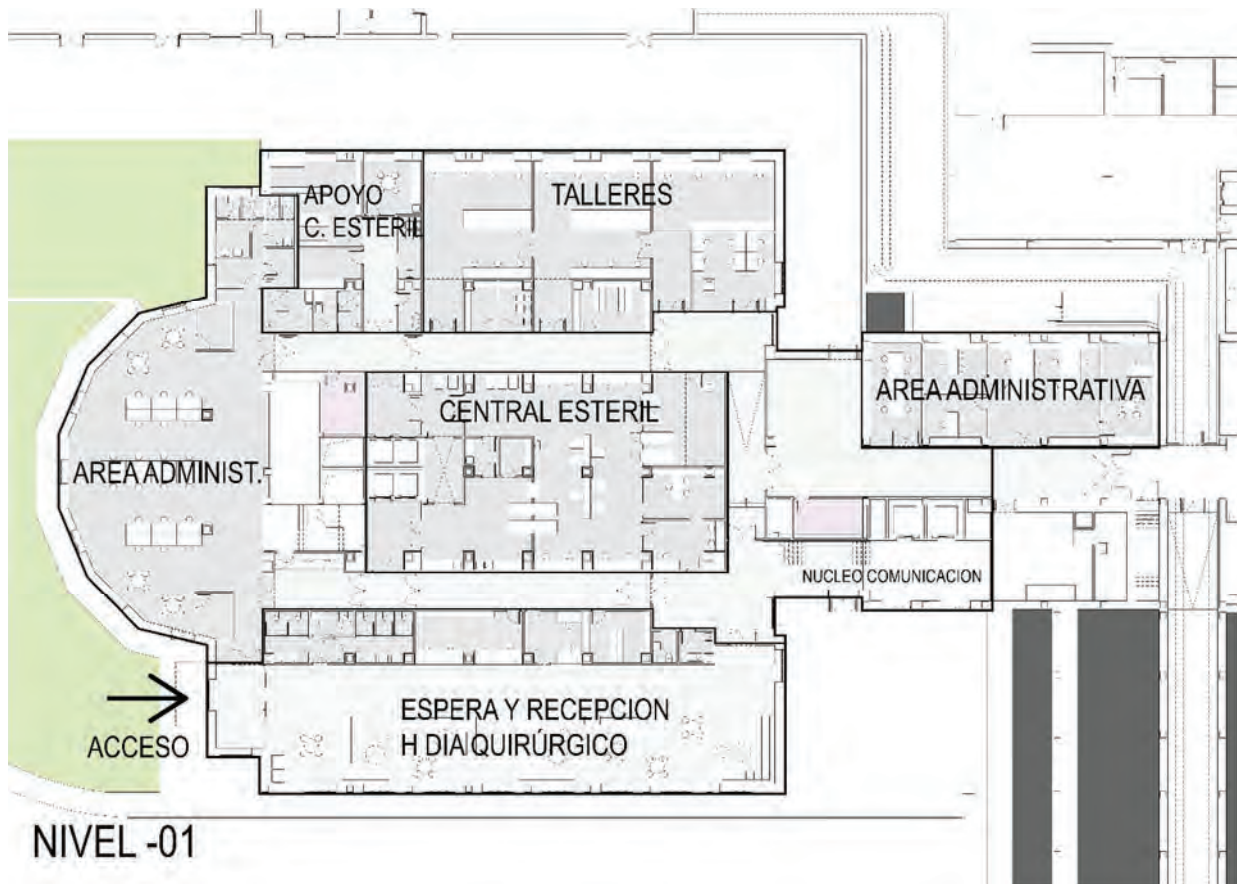 APOYO
C. ESTERIL
TALLERES
AREA ADMINISTRATIVA
CENTRAL ESTERIL
AREA ADMINIST.
NUCLEO COMUNICACION
ESPERA Y RECEPCION
H DIA QUIRÚRGICO
ACCESO
NIVEL -01